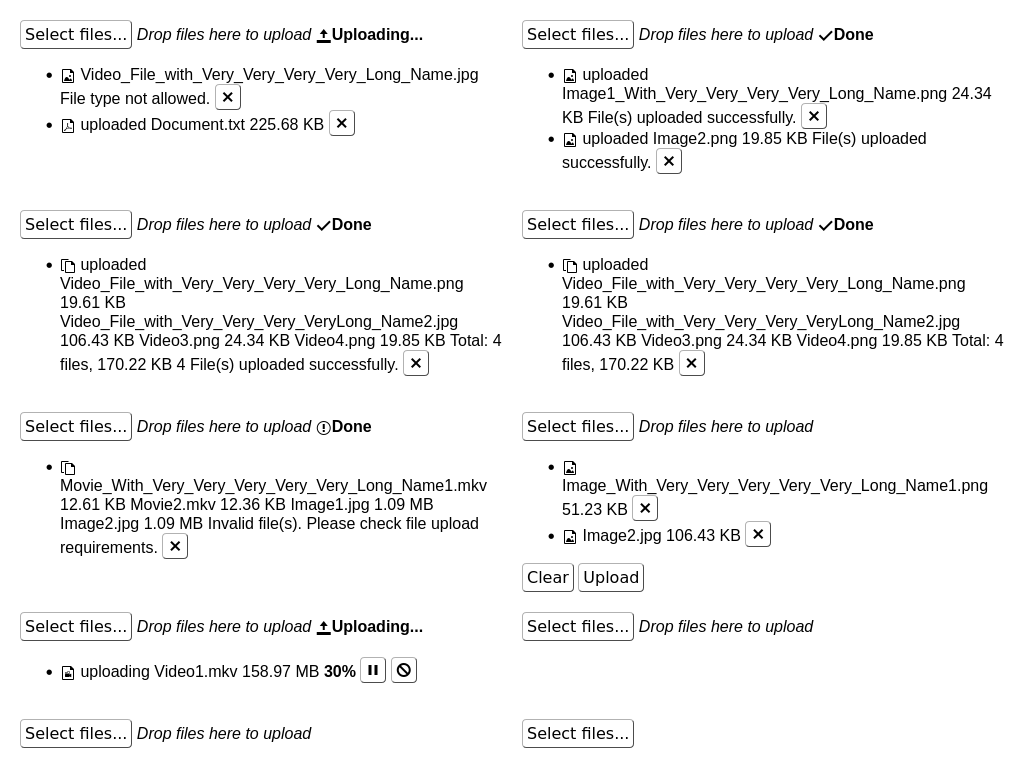 Select files... Drop files here to upload Uploading...
Video_File_with_Very_Very_Very_Very_Long_Name.jpg
File type not allowed.
uploaded Document.txt 225.68 KB
Select files... Drop files here to upload Done
uploaded
Image1_With_Very_Very_Very_Very_Long_Name.png 24.34
KB File(s) uploaded successfully.
uploaded Image2.png 19.85 KB File(s) uploaded
successfully.
Select files... Drop files here to upload Done
uploaded
Video_File_with_Very_Very_Very_Very_Long_Name.png
19.61 KB
Video_File_with_Very_Very_Very_VeryLong_Name2.jpg
106.43 KB Video3.png 24.34 KB Video4.png 19.85 KB Total: 4
files, 170.22 KB 4 File(s) uploaded successfully.
Select files... Drop files here to upload Done
uploaded
Video_File_with_Very_Very_Very_Very_Long_Name.png
19.61 KB
Video_File_with_Very_Very_Very_VeryLong_Name2.jpg
106.43 KB Video3.png 24.34 KB Video4.png 19.85 KB Total: 4
files, 170.22 KB
Select files... Drop files here to upload Done
Movie_With_Very_Very_Very_Very_Very_Long_Name1.mkv
12.61 KB Movie2.mkv 12.36 KB Image1.jpg 1.09 MB
Image2.jpg 1.09 MB Invalid file(s). Please check file upload
requirements.
Select files... Drop files here to upload
Image_With_Very_Very_Very_Very_Very_Long_Name1.png
51.23 KB
Image2.jpg 106.43 KB
Clear Upload
Select files... Drop files here to upload Uploading...
uploading Video1.mkv 158.97 MB 30%
Select files... Drop files here to upload
Select files... Drop files here to upload
Select files...